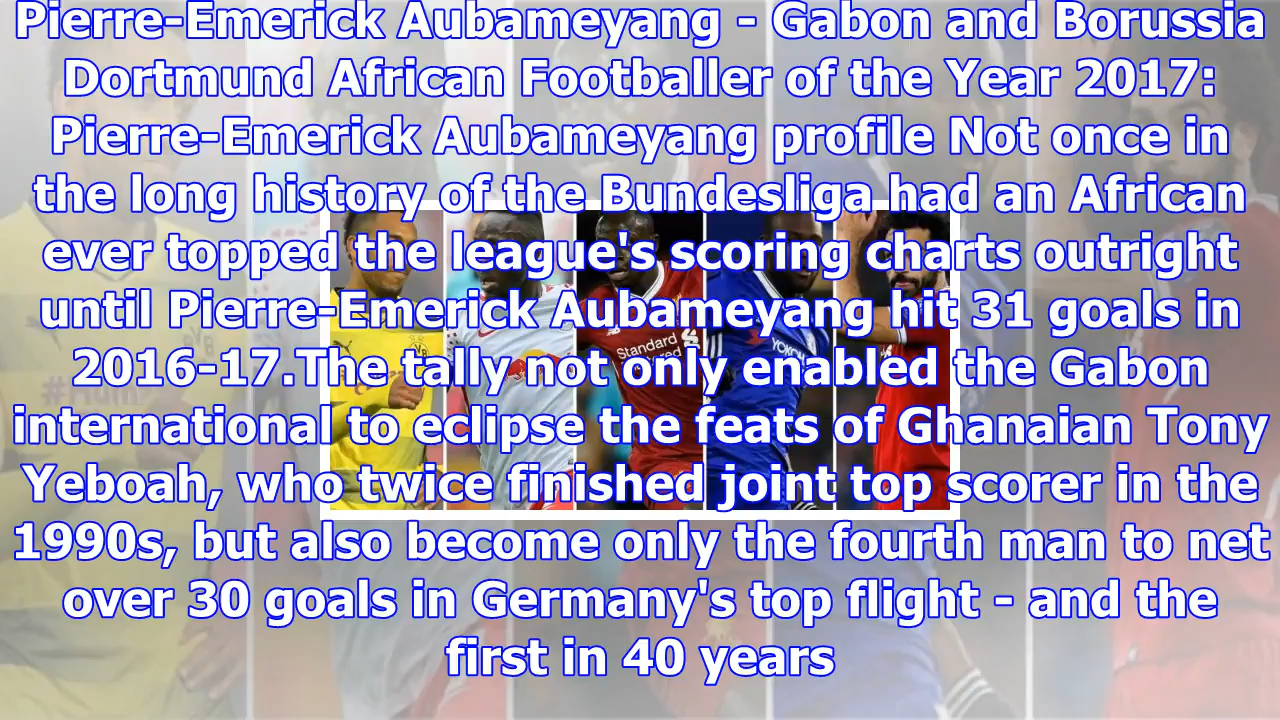 Pierre-Emerick Aubameyang - Gabon and Borussia
Dortmund African Footballer of the Year 2017:
Pierre-Emerick Aubameyang profile Not once in
the long history of the Bundesliga had an African
ever topped the league's scoring charts outright
until Pierre-Emerick Aubameyang hit 31 goals in
2016-17.The tally not only enabled the Gabon
international to eclipse the feats of Ghanaian Tony
Yeboah, who twice finished joint top scorer in the
1990s, but also become only the fourth man to net
over 30 goals in Germany's top flight - and the
first in 40 years
Standard